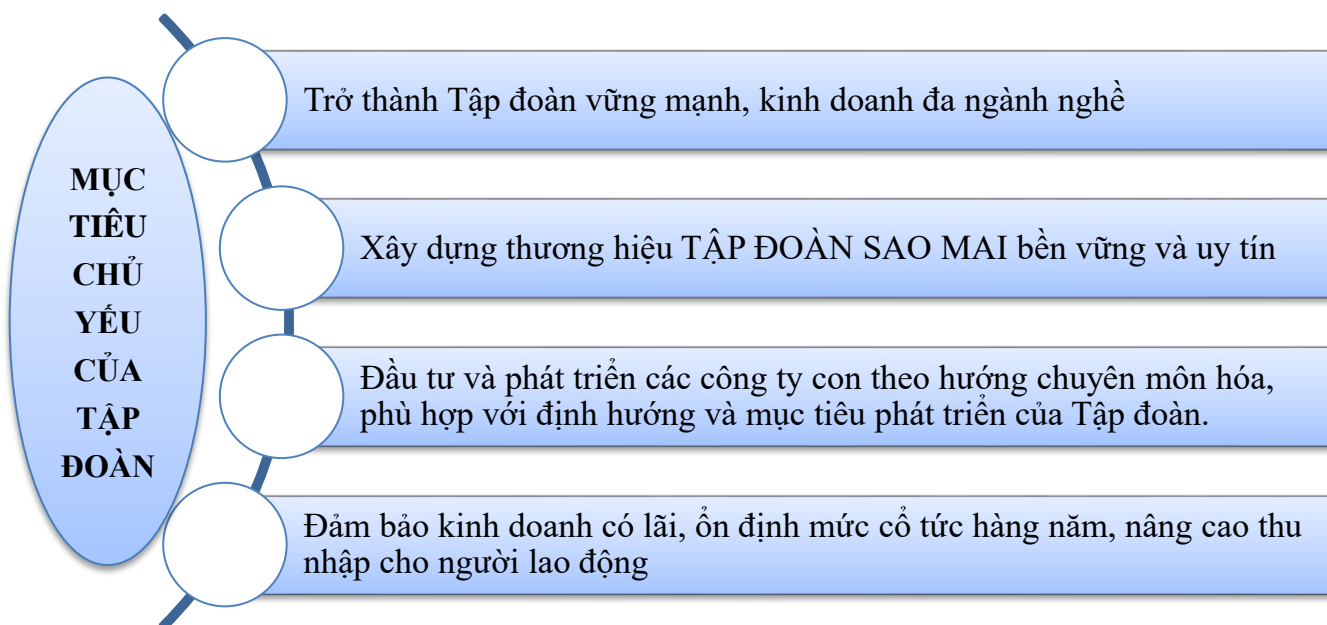 MỤC
TIÊU
CHỦ
YẾU
CỦA
TẬP
ĐOÀN
Trở thành Tập đoàn vững mạnh, kinh doanh đa ngành nghề
Xây dựng thương hiệu TẬP ĐOÀN SAO MAI bền vững và uy tín
Đầu tư và phát triển các công ty con theo hướng chuyên môn hóa,
phù hợp với định hướng và mục tiêu phát triển của Tập đoàn.
Đảm bảo kinh doanh có lãi, ổn định mức cổ tức hàng năm, nâng cao thu
nhập cho người lao động